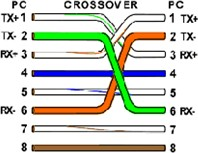 PC CROSSOVER PC
TX+ 1 1 TX+
TX- 2 2 TX-
RX+ 3 3 RX+
4 4
5 5
RX- 6 6 RX-
7 7
8 8